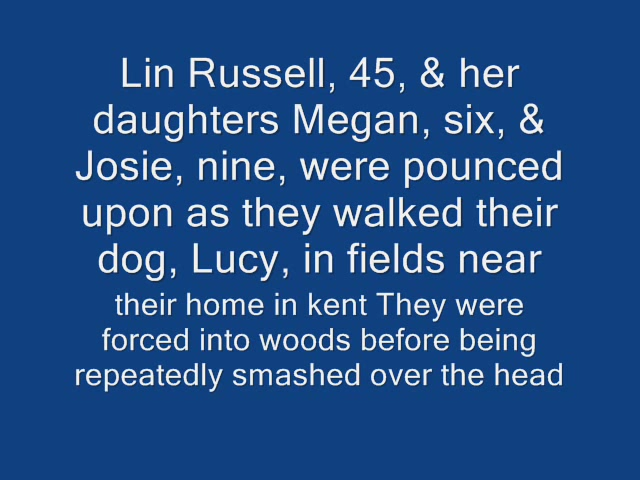 Lin Russell, 45, & her
daughters Megan, six, &
Josie, nine, were pounced
upon as they walked their
dog, Lucy, in fields near
their home in kent They were
forced into woods before being
repeatedly smashed over the head